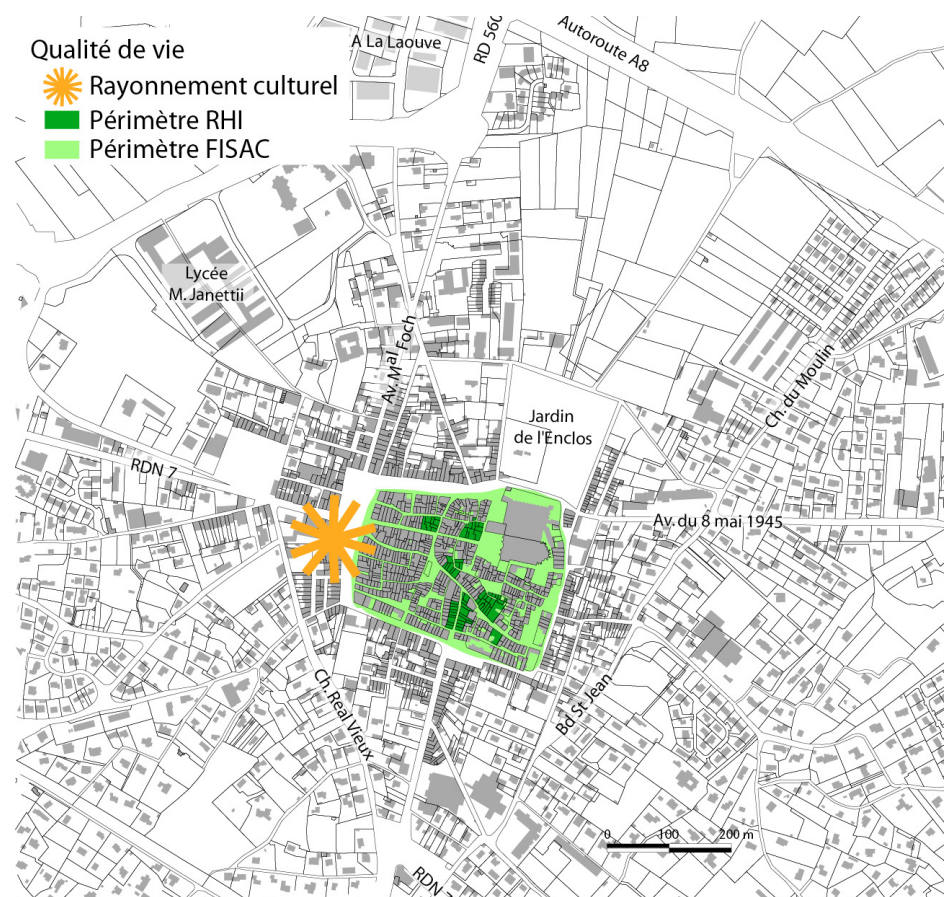 Qualité de vie
Rayonnement culturel
Périmètre RHI
Périmètre FISAC
A La Laouve
RD 560
Autoroute A8
Lycée
M. Janettii
Av. Mal Foch
Jardin
de l'Enclos
Ch. du Moulin
RDN 7
Av. du 8 mai 1945
Ch. Real Vieux
Bd St Jean
0 100 200 m
RDN 7